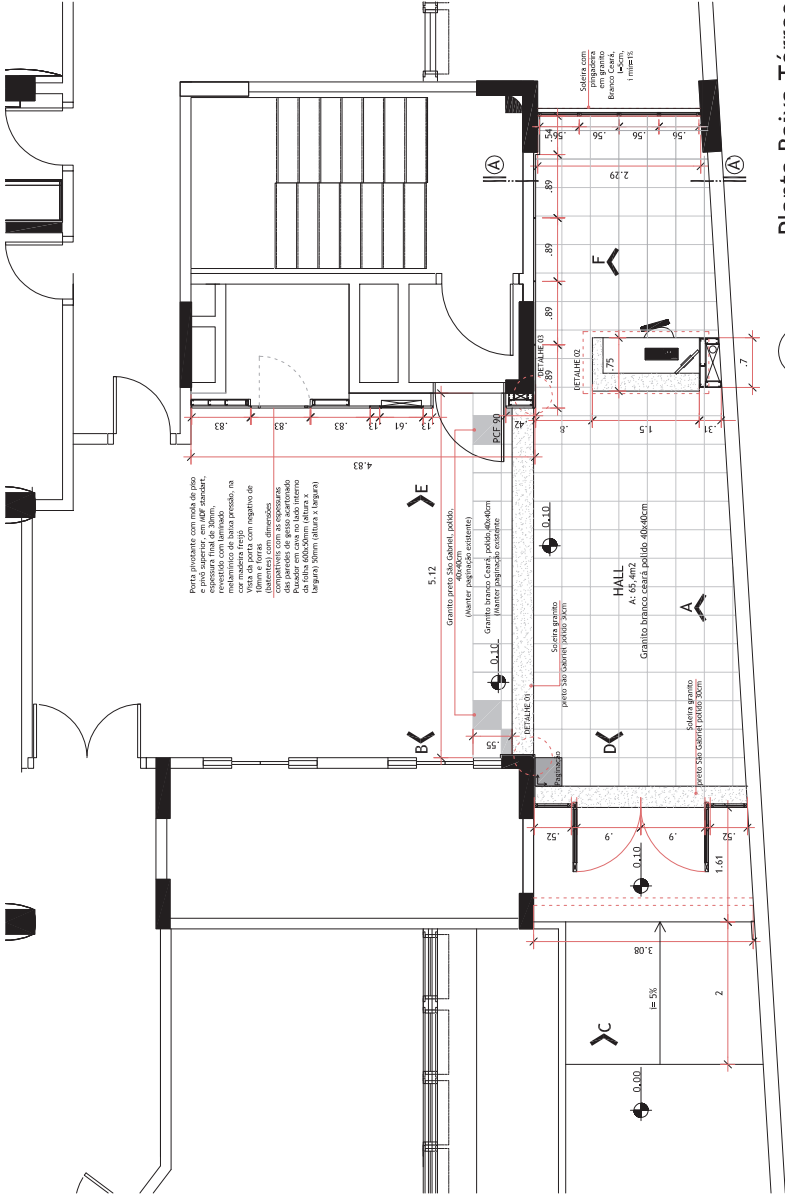 Soleira com
pingadeira
em granito
Branco Ceará,
l=5cm,
i min=1%
.56
.56
.56
.56
.54
A
A
2.29
.89
.89
.89
.89
F
DETALHE 03
DETALHE 02
.75
.7
.83
.83
.83
.13
.61
.13
.42
.8
1.5
.31
PCF 90
4.83
Porta pivotante com mola de piso
e pivô superior, em MDF standart,
espessura final de 30mm,
revestido com laminado
melamínico de baixa pressão, na
cor madeira freijó
Vista da porta com negativo de
10mm e forras
(batentes) com dimensões
compatíveis com as espessuras
das paredes de gesso acartonado
Puxador em cava no lado interno
da folha 600x50mm (altura x
largura) 50mm (altura x largura)
E
5.12
Granito preto São Gabriel, polido,
40x40cm
(Manter paginação existente)
Granito branco Ceará, polido,40x40cm
(Manter paginação existente
0.10
0.10
HALL
A: 65,4m2
Granito branco ceará polido 40x40cm
A
Soleira granito
preto São Gabriel polido 30cm
DETALHE 01
B
.55
D
Soleira granito
preto São Gabriel polido 30cm
Paginação
.52
.9
.9
.52
0.10
1.61
3.08
i= 5%
2
C
0.00